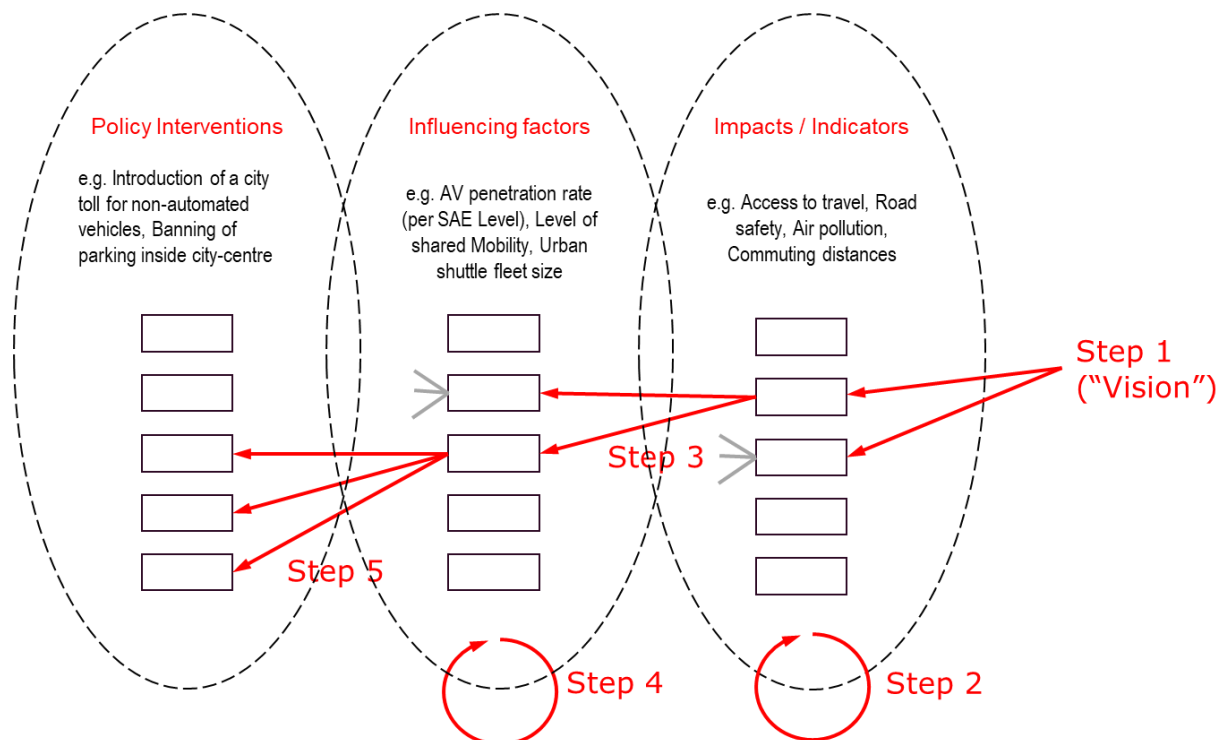 Policy Interventions
e.g. Introduction of a city
toll for non-automated
vehicles, Banning of
parking inside city-centre
Influencing factors
e.g. AV penetration rate
(per SAE Level), Level of
shared Mobility, Urban
shuttle fleet size
Impacts / Indicators
e.g. Access to travel, Road
safety, Air pollution,
Commuting distances
Step 1
(“Vision”)
Step 3
Step 5
Step 4
Step 2